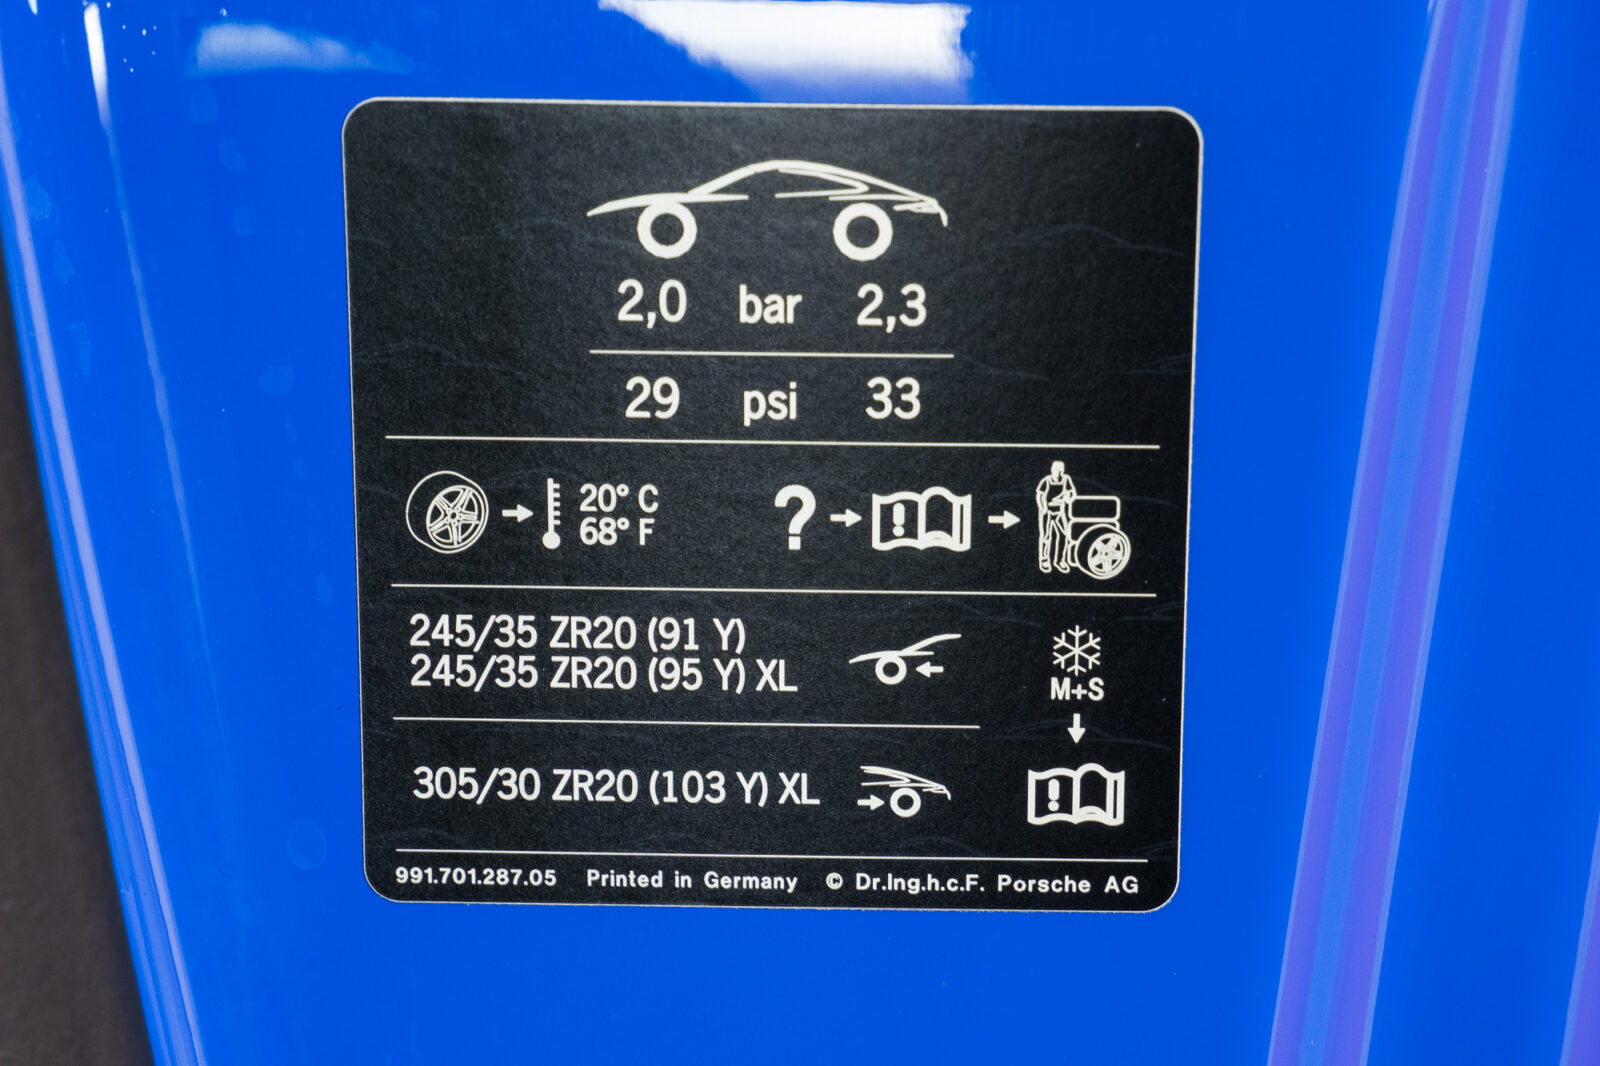 2,0 bar 2,3
29 psi 33
20° C
68° F
?
245/35 ZR20 (91 Y)
245/35 ZR20 (95 Y) XL
M+S
305/30 ZR20 (103 Y) XL
991.701.287.05 Printed in Germany © Dr.Ing.h.c.F. Porsche AG